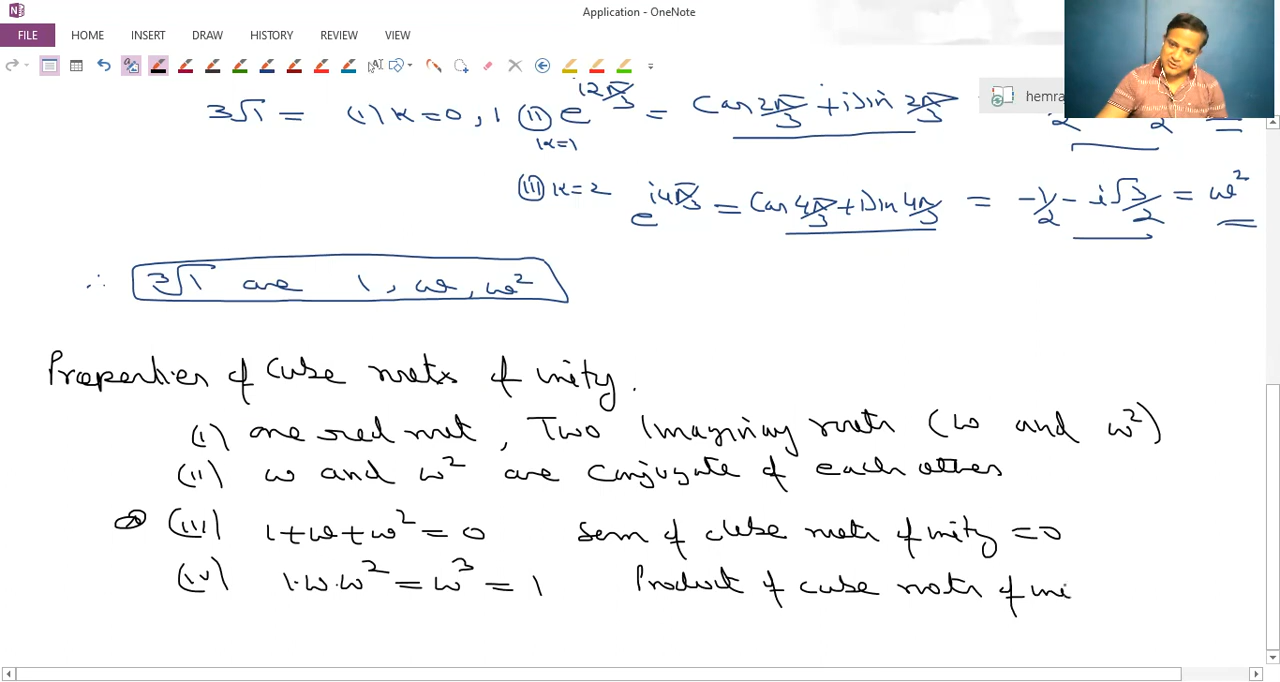 Application - OneNote
FILE HOME INSERT DRAW HISTORY REVIEW VIEW
hemra
∛1 = (i) k=0, 1 (ii) e^{i2π/3} = Cos 2π/3 + i Sin 2π/3
k=1
2 2
(iii) k=2 e^{i4π/3} = Cos 4π/3 + i Sin 4π/3 = -1/2 - i√3/2 = ω²
∴ ∛1 are 1, ω, ω²
Properties of Cube roots of unity.
(i) one real root, Two Imaginary roots (ω and ω²)
(ii) ω and ω² are Conjugate of each others
(iii) 1+ω+ω² = 0 Sum of cube roots of unity = 0
(iv) 1·ω·ω² = ω³ = 1 Product of cube roots of uni